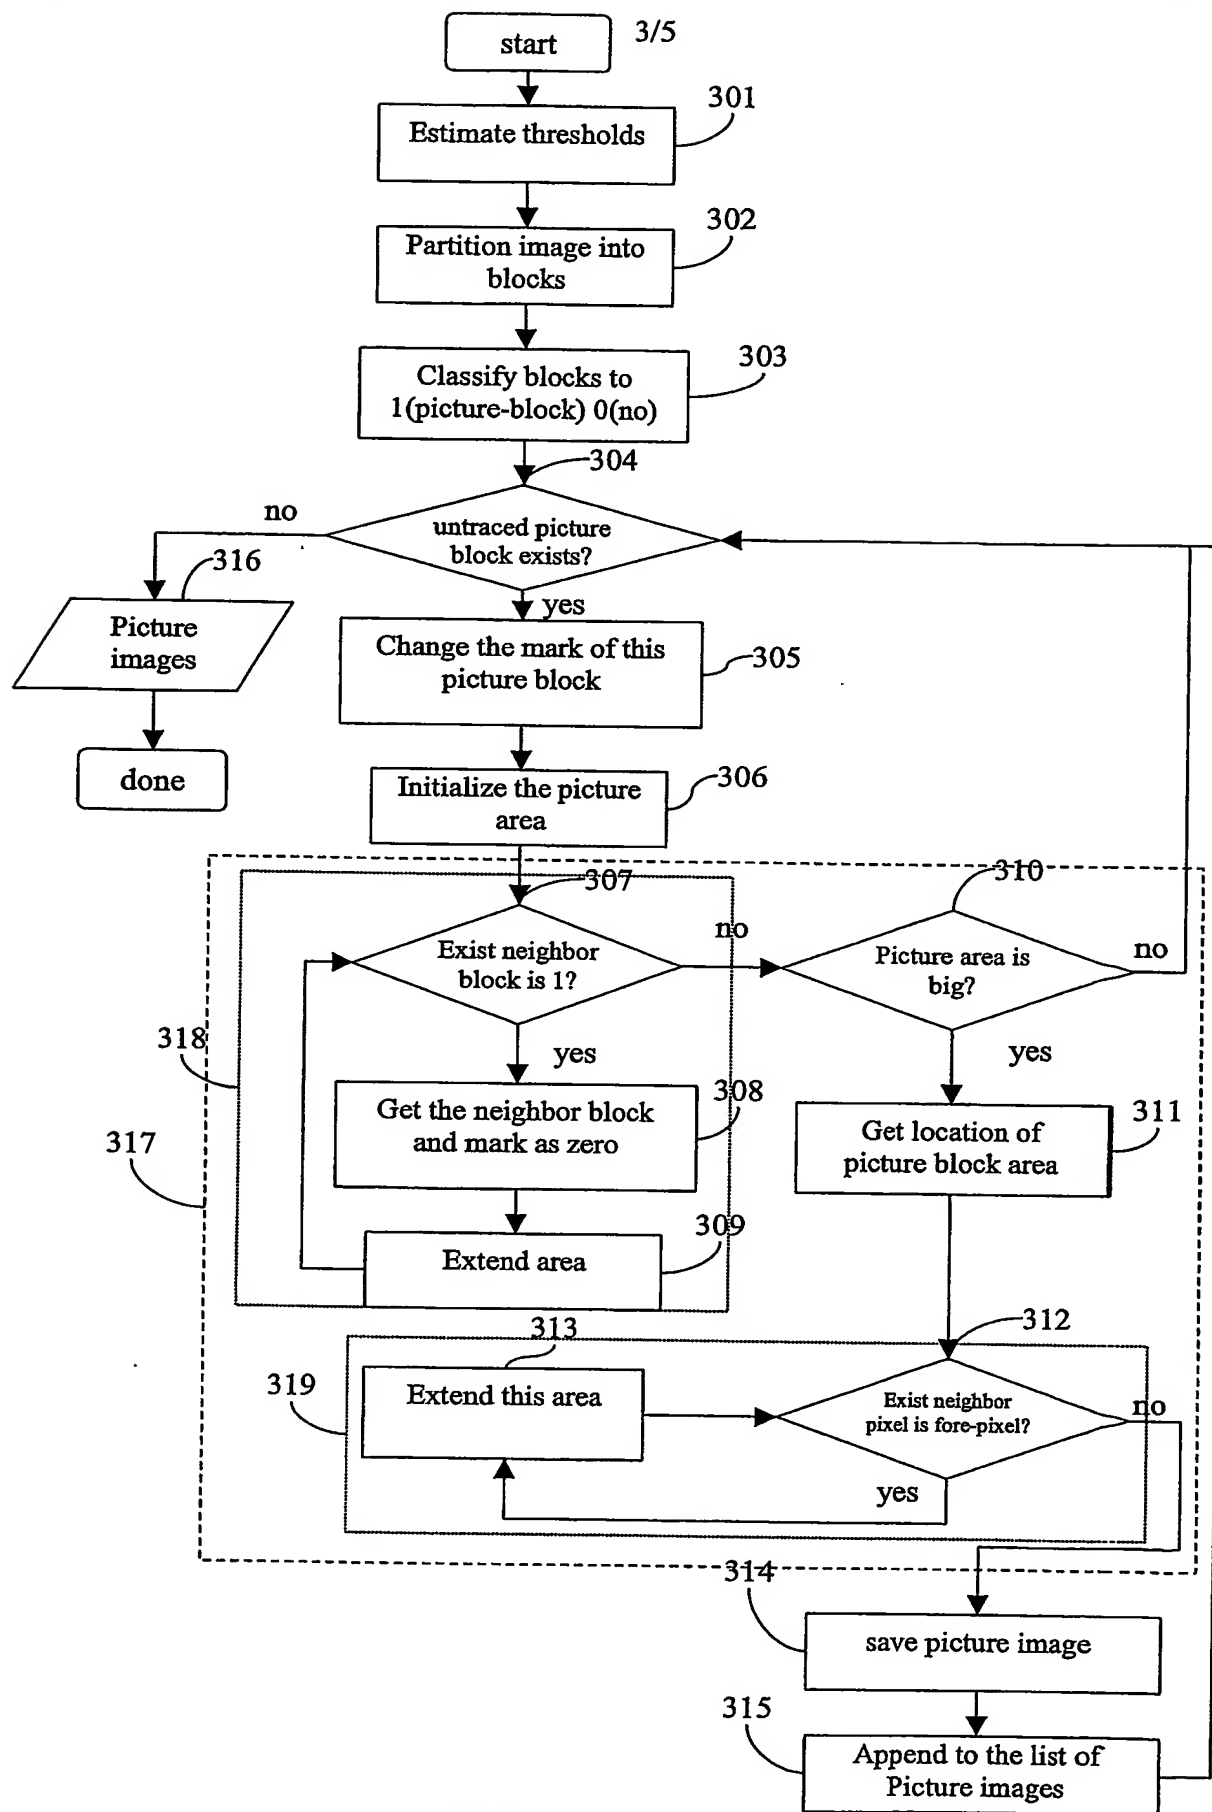 start
3/5
301
Estimate thresholds
302
Partition image into
blocks
303
Classify blocks to
1(picture-block) 0(no)
304
no
untraced picture
block exists?
316
yes
Picture
images
Change the mark of this
picture block
305
done
Initialize the picture
area
306
307
310
no
Exist neighbor
block is 1?
Picture area is
big?
no
318
yes
yes
308
Get the neighbor block
and mark as zero
311
Get location of
picture block area
317
309
Extend area
313
312
319
Extend this area
Exist neighbor
pixel is fore-pixel?
no
yes
314
save picture image
315
Append to the list of
Picture images